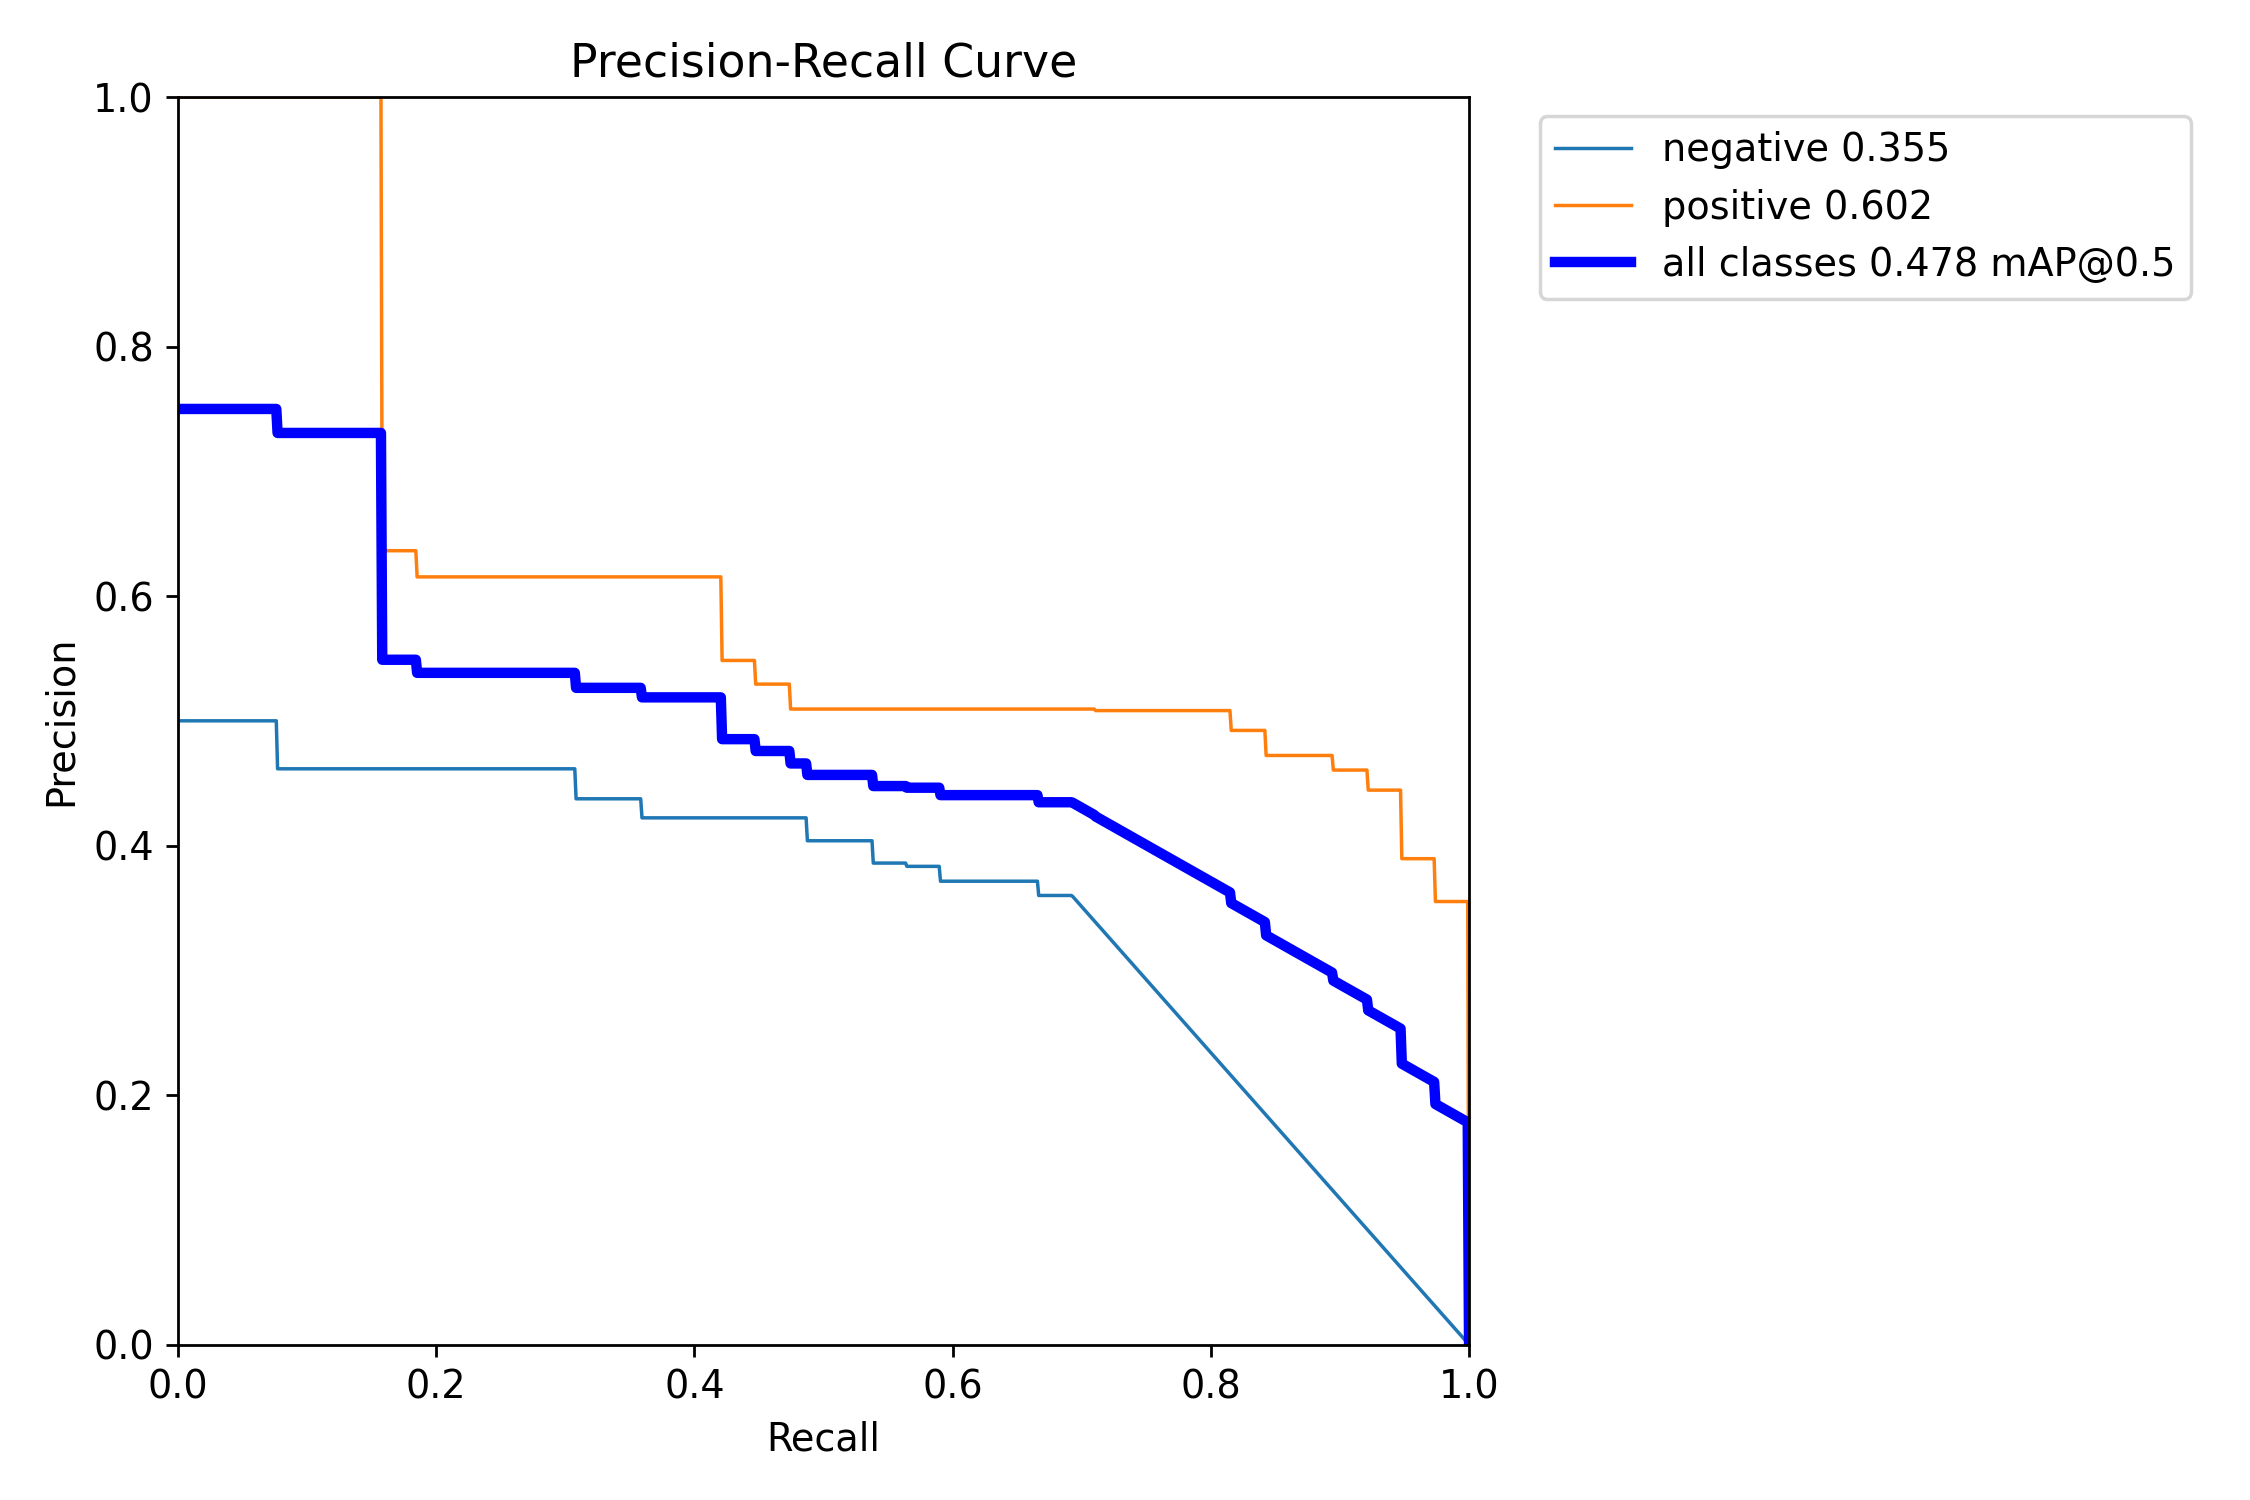 Precision-Recall Curve
1.0
0.8
0.6
0.4
0.2
0.0
Precision
0.0 0.2 0.4 0.6 0.8 1.0
Recall
negative 0.355
positive 0.602
all classes 0.478 mAP@0.5